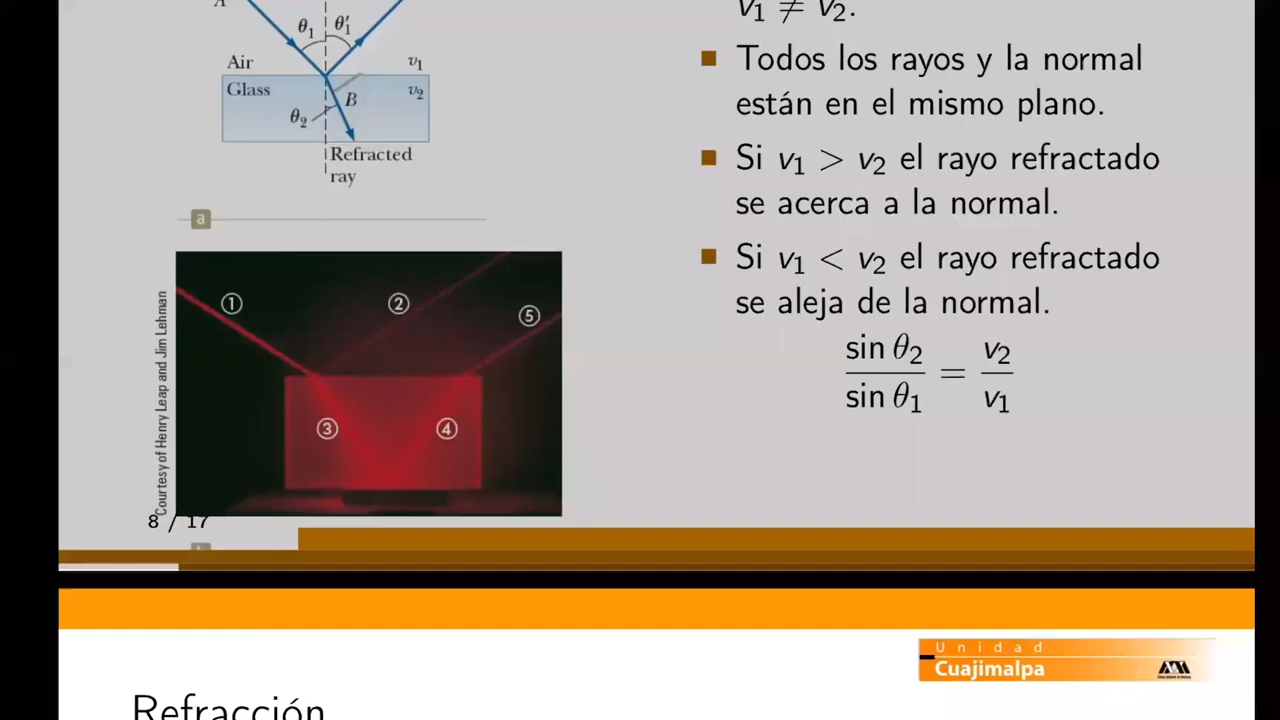 A
θ1 θ′1
Air v1
Glass v2
B
θ2
Refracted
ray
a
Courtesy of Henry Leap and Jim Lehman
① ② ⑤
③ ④
8 / 17
v1 ≠ v2.
Todos los rayos y la normal
están en el mismo plano.
Si v1 > v2 el rayo refractado
se acerca a la normal.
Si v1 < v2 el rayo refractado
se aleja de la normal.
sin θ2 / sin θ1 = v2 / v1
Unidad
Cuajimalpa
Refracción